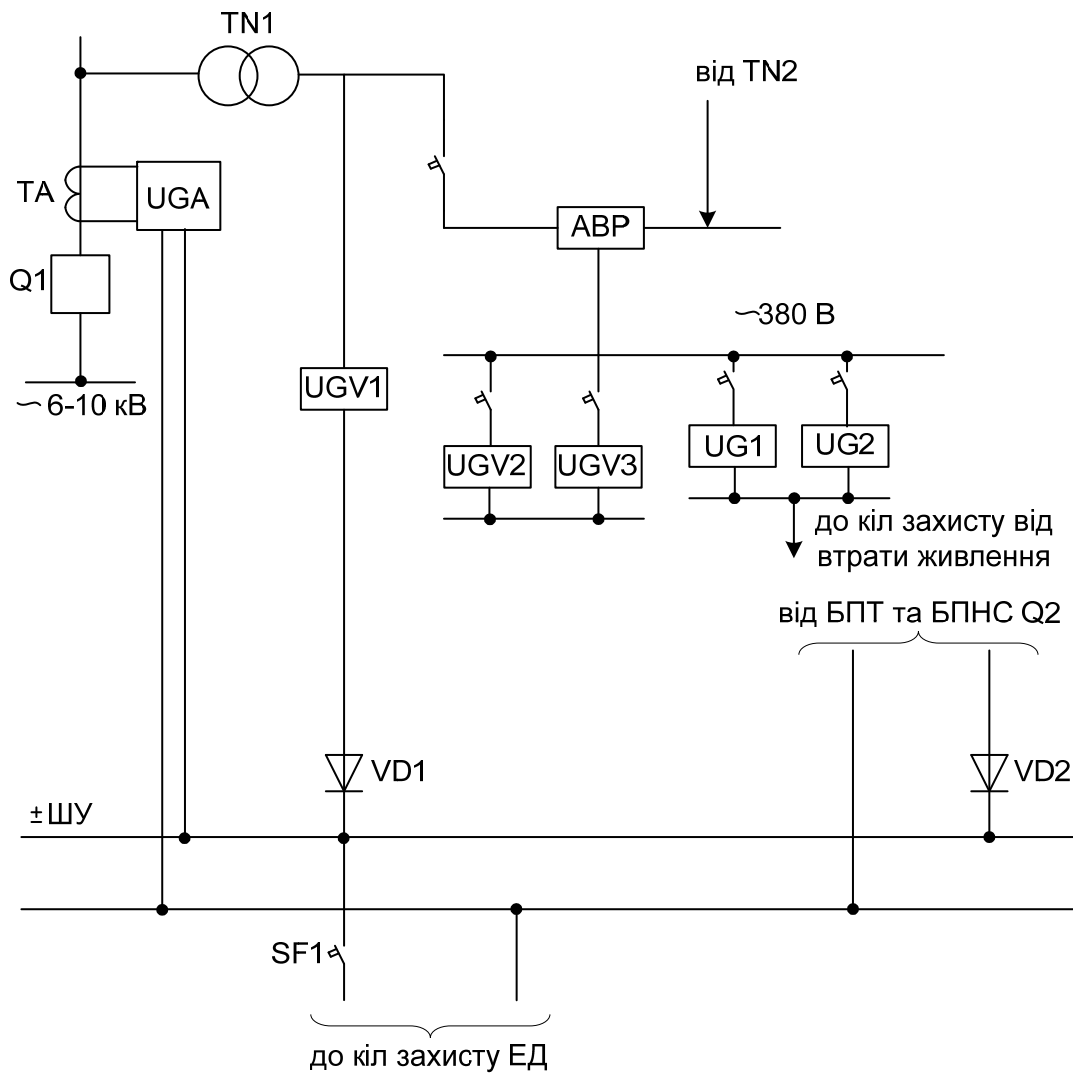 TN1
від TN2
TA
UGA
АВР
Q1
~380 В
UGV1
~ 6-10 кВ
UG1
UG2
UGV2
UGV3
до кіл захисту від
втрати живлення
від БПТ та БПНС Q2
VD1
VD2
±ШУ
SF1
до кіл захисту ЕД